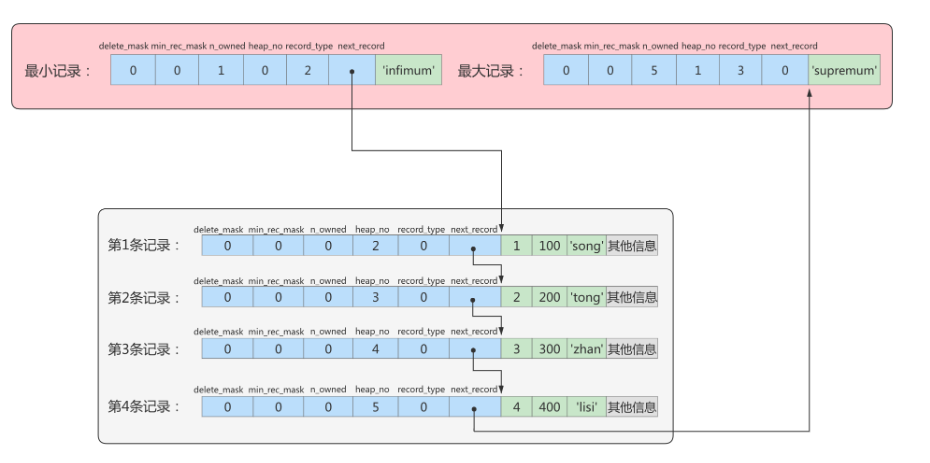 delete_mask min_rec_mask n_owned heap_no record_type next_record
最小记录： 0 0 1 0 2 'infimum'
delete_mask min_rec_mask n_owned heap_no record_type next_record
最大记录： 0 0 5 1 3 0 'supremum'
delete_mask min_rec_mask n_owned heap_no record_type next_record
第1条记录： 0 0 0 2 0 1 100 'song' 其他信息
delete_mask min_rec_mask n_owned heap_no record_type next_record
第2条记录： 0 0 0 3 0 2 200 'tong' 其他信息
delete_mask min_rec_mask n_owned heap_no record_type next_record
第3条记录： 0 0 0 4 0 3 300 'zhan' 其他信息
delete_mask min_rec_mask n_owned heap_no record_type next_record
第4条记录： 0 0 0 5 0 4 400 'lisi' 其他信息